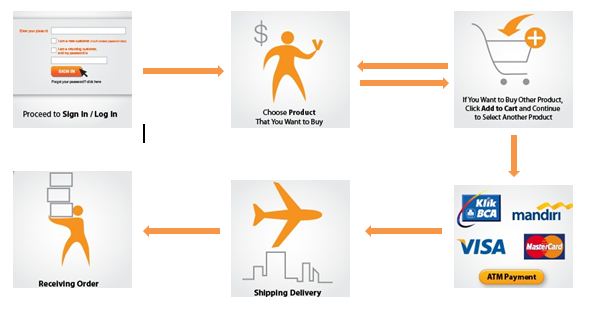 Enter your email id
I am a new customer
I am a returning customer,
and my password is
SIGN IN
Forgot your password? click here
Proceed to Sign In / Log In
$
Choose Product
That You Want to Buy
If You Want to Buy Other Product,
Click Add to Cart and Continue
to Select Another Product
Klik
BCA
mandiri
VISA
MasterCard
ATM Payment
Shipping Delivery
Receiving Order